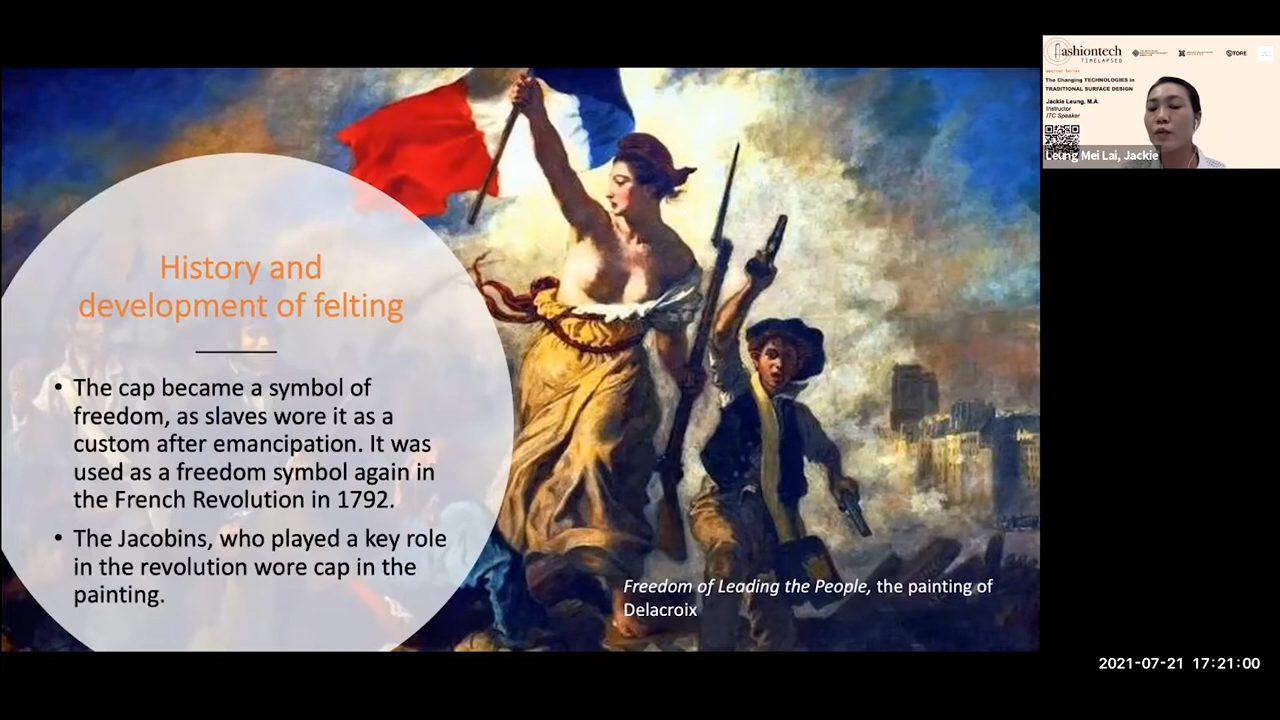 History and
development of felting
• The cap became a symbol of
freedom, as slaves wore it as a
custom after emancipation. It was
used as a freedom symbol again in
the French Revolution in 1792.
• The Jacobins, who played a key role
in the revolution wore cap in the
painting.
Freedom of Leading the People, the painting of
Delacroix
fashiontech
TIMELAPSED
The Changing TECHNOLOGIES in
TRADITIONAL SURFACE DESIGN
Jackie Leung, M.A.
Instructor
ITC Speaker
Leung Mei Lai, Jackie
2021-07-21 17:21:00